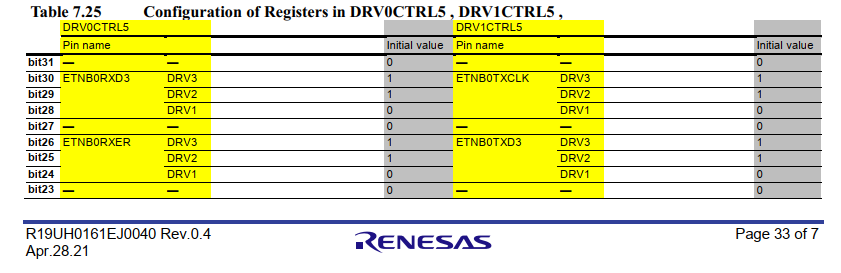 Table 7.25 Configuration of Registers in DRV0CTRL5 , DRV1CTRL5 ,
DRV0CTRL5 DRV1CTRL5
Pin name Initial value Pin name Initial value
bit31 — — 0 — — 0
bit30 ETNB0RXD3 DRV3 1 ETNB0TXCLK DRV3 1
bit29 DRV2 1 DRV2 1
bit28 DRV1 0 DRV1 0
bit27 — — 0 — — 0
bit26 ETNB0RXER DRV3 1 ETNB0TXD3 DRV3 1
bit25 DRV2 1 DRV2 1
bit24 DRV1 0 DRV1 0
bit23 — — 0 — — 0
R19UH0161EJ0040 Rev.0.4 RENESAS Page 33 of 7
Apr.28.21